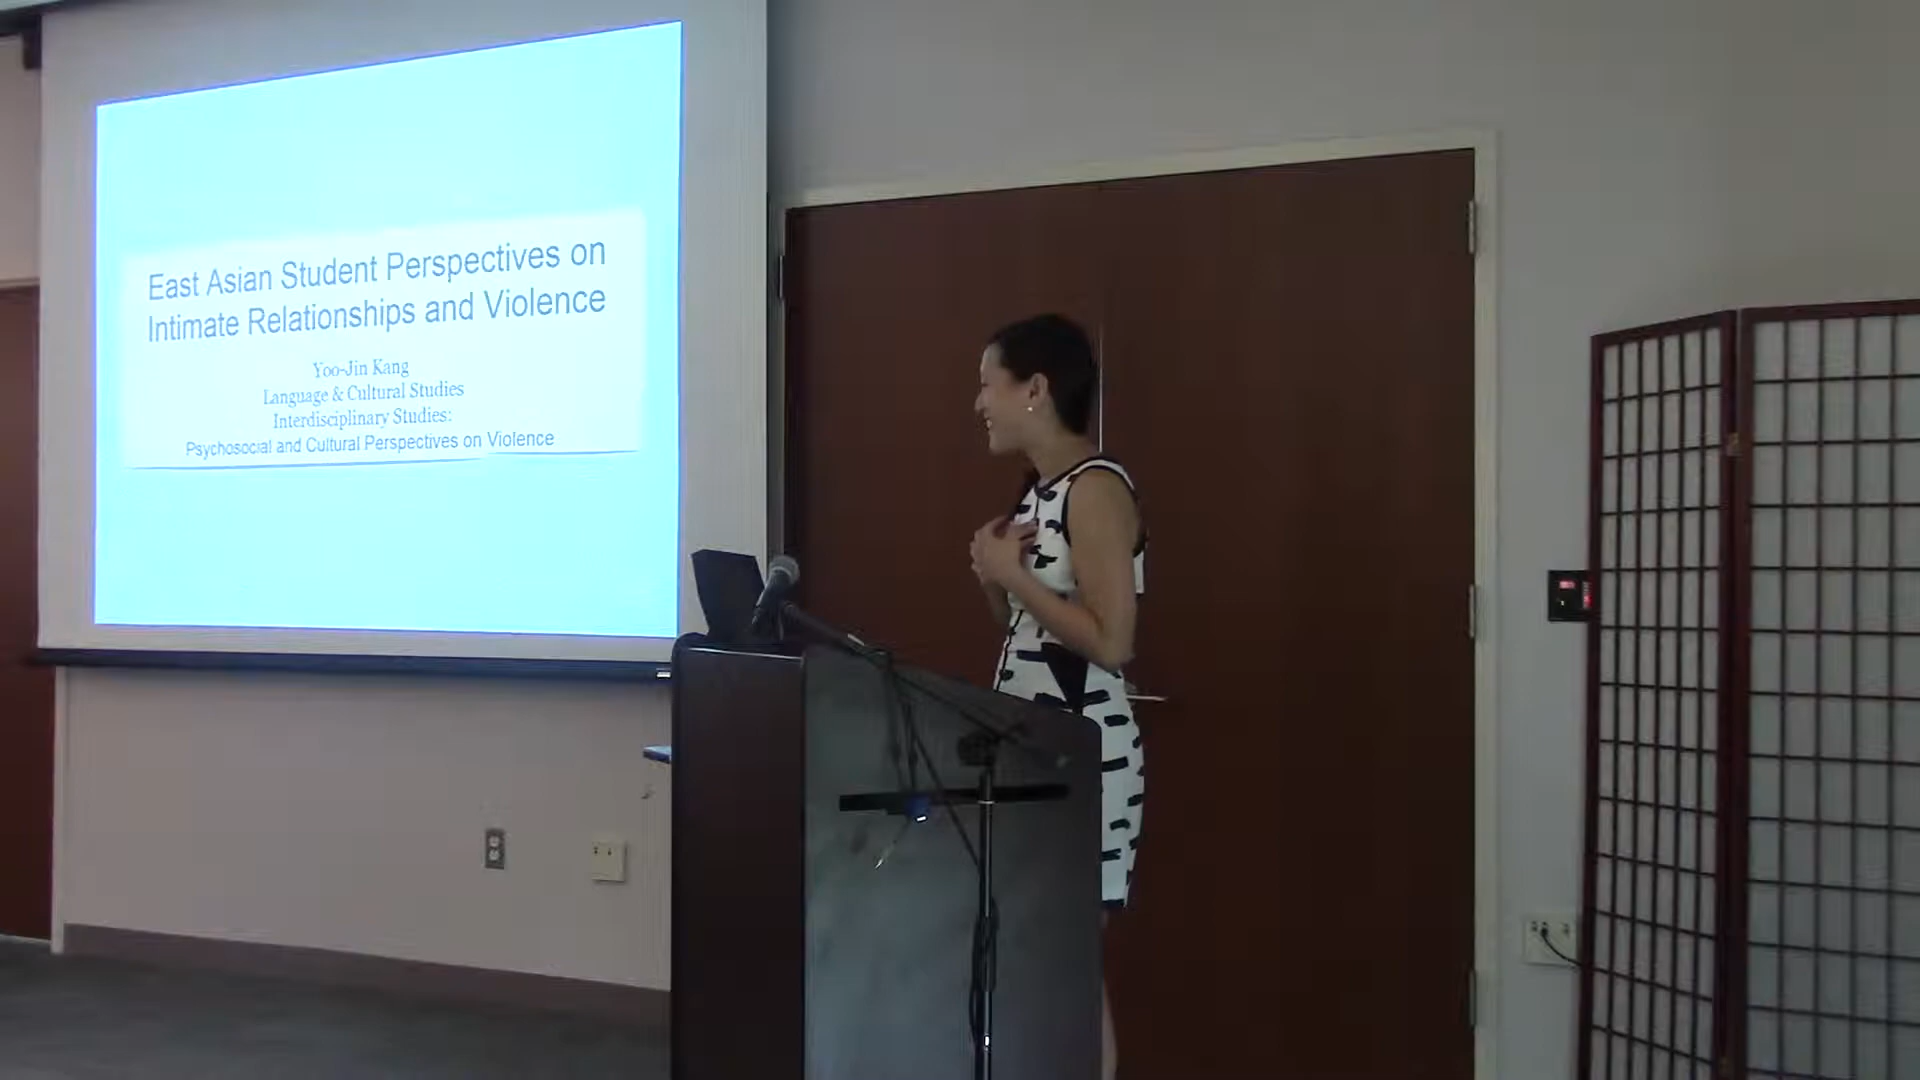 East Asian Student Perspectives on
Intimate Relationships and Violence
Yoo-Jin Kang
Language & Cultural Studies
Interdisciplinary Studies:
Psychosocial and Cultural Perspectives on Violence